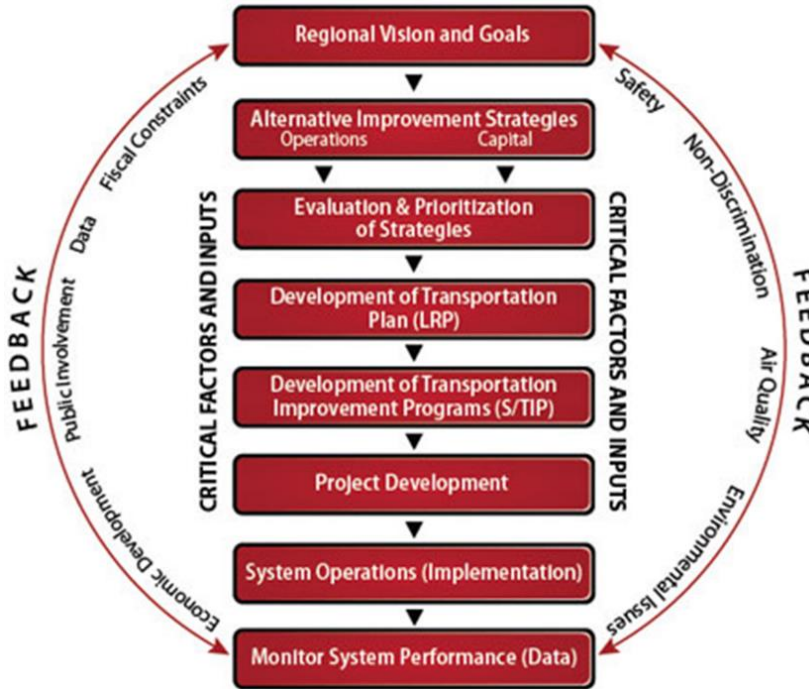 Regional Vision and Goals
Alternative Improvement Strategies
Operations Capital
Evaluation & Prioritization
of Strategies
Development of Transportation
Plan (LRP)
Development of Transportation
Improvement Programs (S/TIP)
Project Development
System Operations (Implementation)
Monitor System Performance (Data)
CRITICAL FACTORS AND INPUTS
CRITICAL FACTORS AND INPUTS
FEEDBACK
Fiscal Constraints
Data
Public Involvement
Economic Development
Safety
Non-Discrimination
Air Quality
Environmental Issues
FEEDBACK